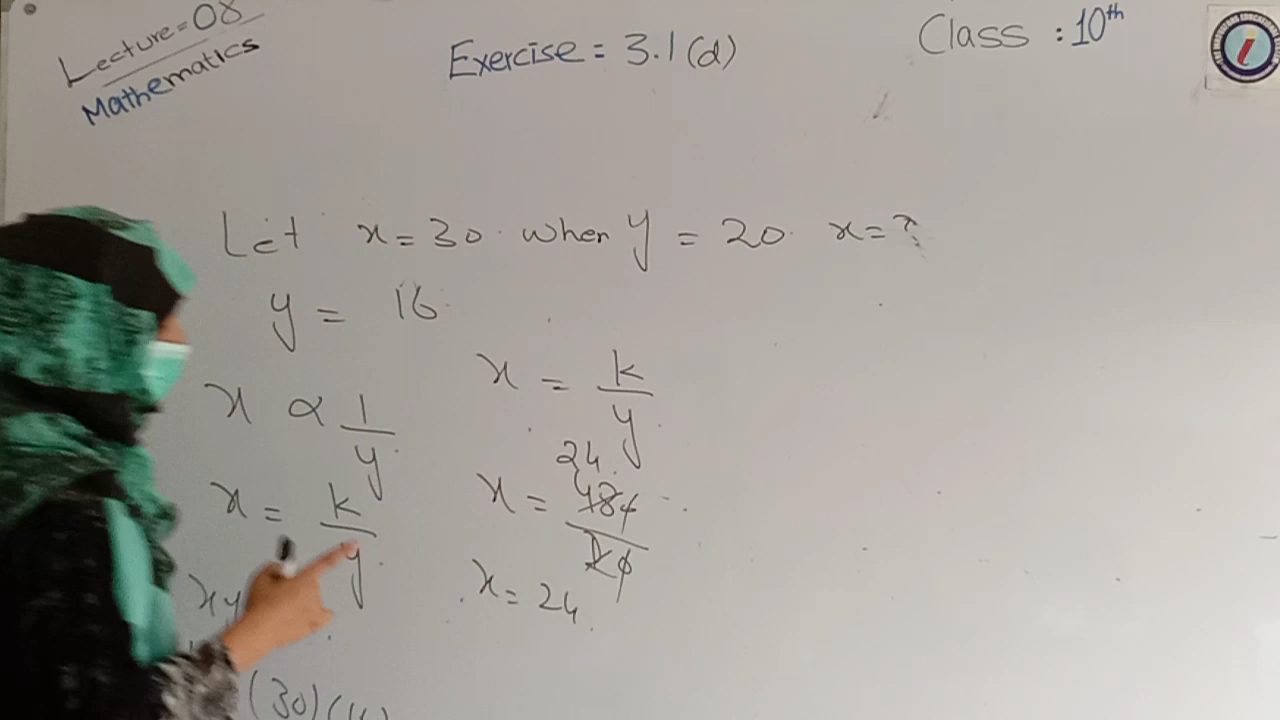 Lecture = 08
Mathematics
Exercise = 3.1 (d)
Class : 10th
Let x = 30 when y = 20 x = ?
y = 16
x ∝ 1/y
x = k/y
xy
(30)(
x = k/y
24
x = 480/20
x = 24